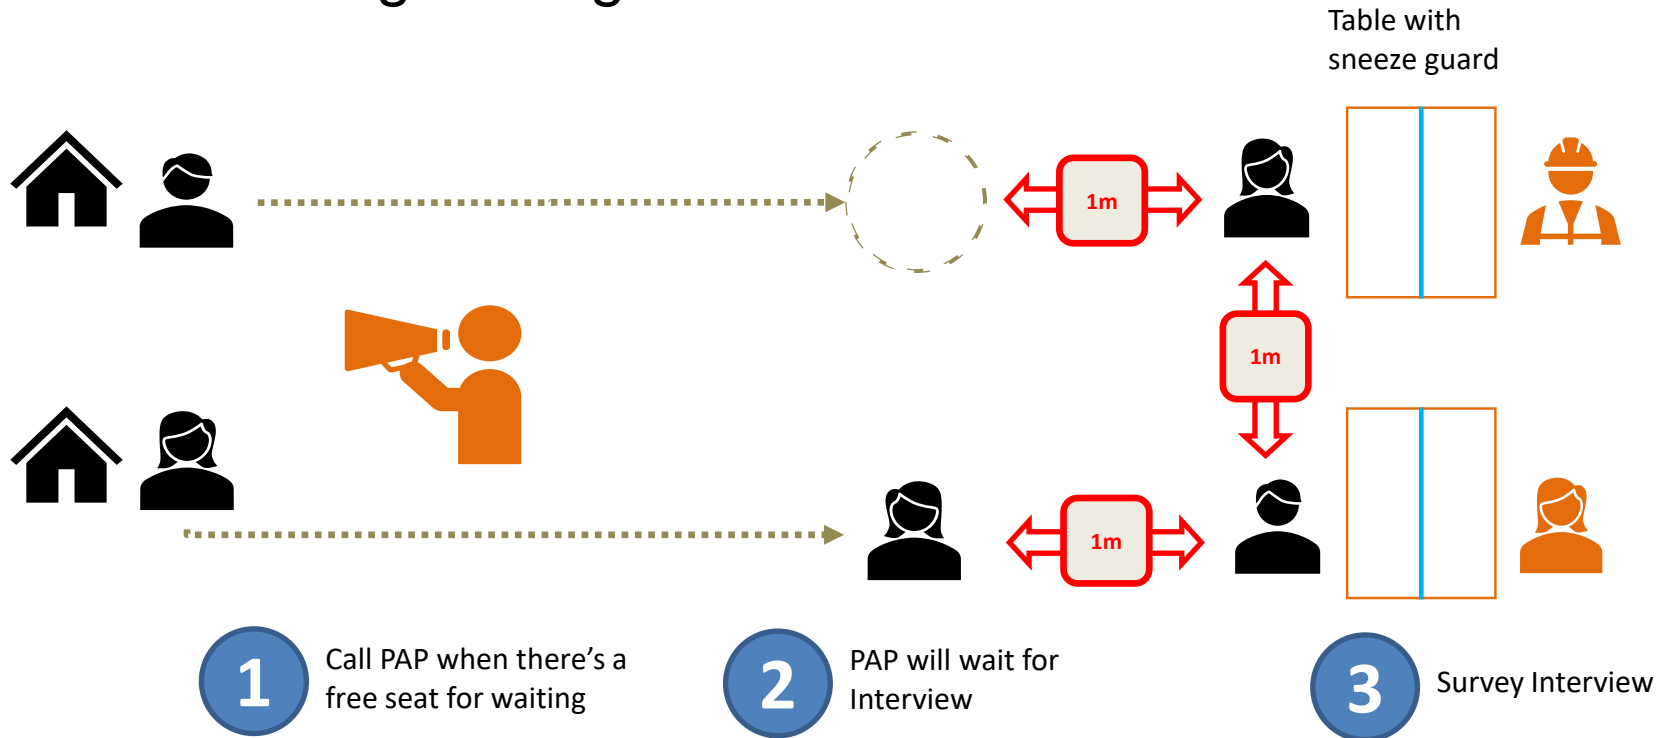 Table with
sneeze guard
1m
1m
1m
1
Call PAP when there's a
free seat for waiting
2
PAP will wait for
Interview
3
Survey Interview